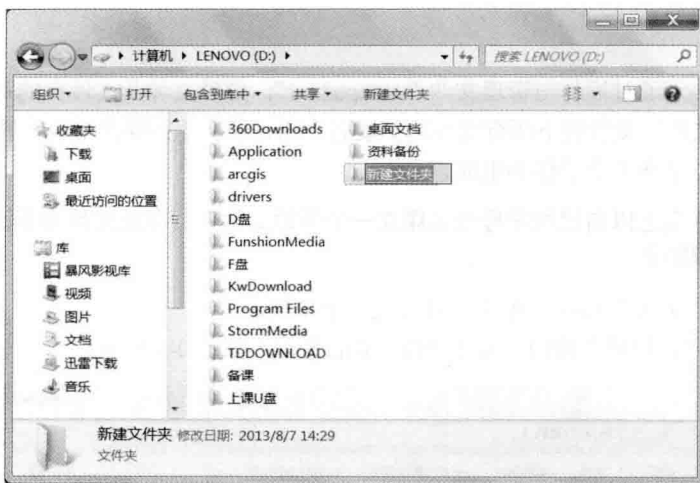 计算机 ▸ LENOVO (D:) ▸
搜索 LENOVO (D:)
组织 打开 包含到库中 共享 新建文件夹
收藏夹
下载
桌面
最近访问的位置
库
暴风影视库
视频
图片
文档
迅雷下载
音乐
360Downloads
Application
arcgis
drivers
D盘
FunshionMedia
F盘
KwDownload
Program Files
StormMedia
TDDOWNLOAD
备课
上课U盘
桌面文档
资料备份
新建文件夹
新建文件夹 修改日期: 2013/8/7 14:29
文件夹